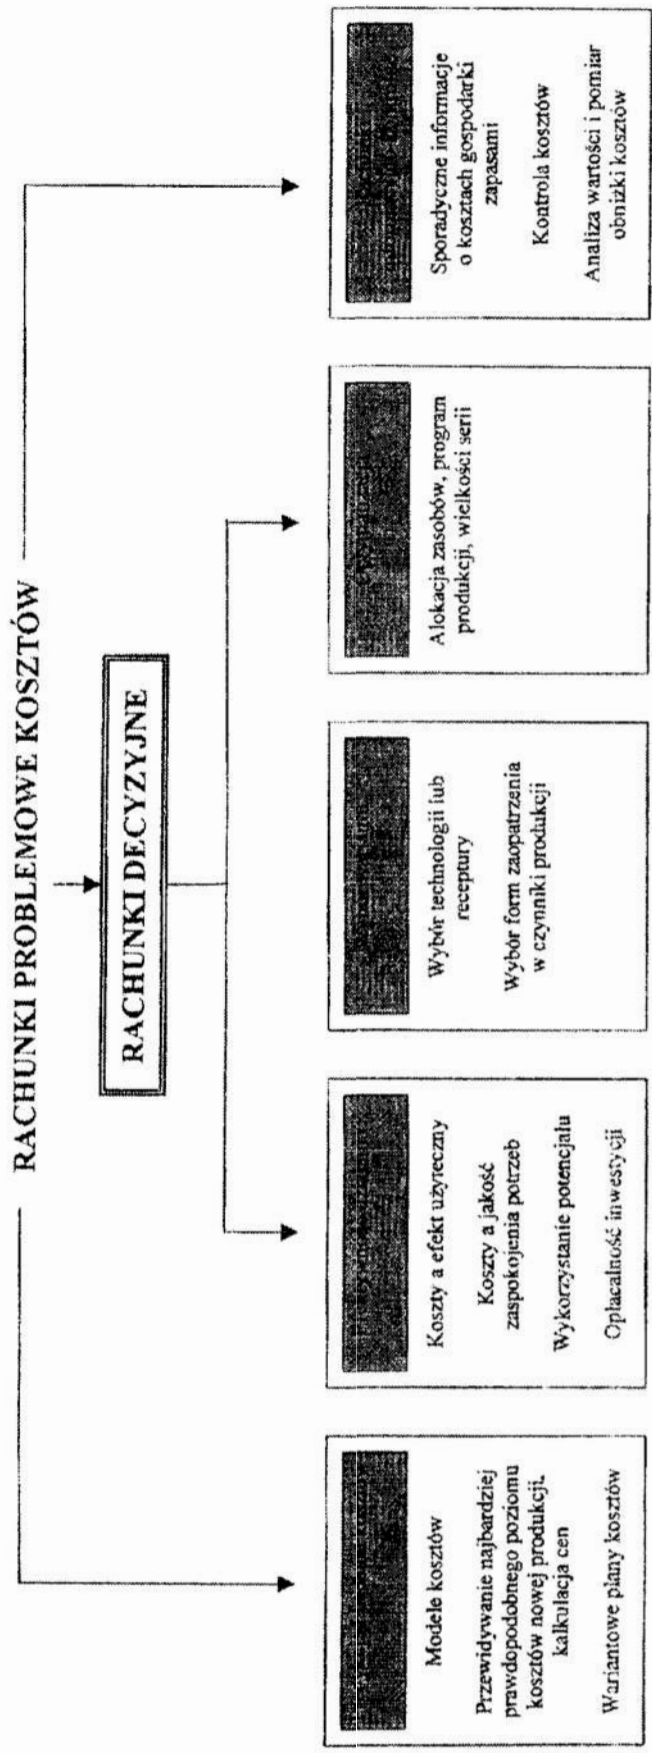 RACHUNKI PROBLEMOWE KOSZTÓW
RACHUNKI DECYZYJNE
Modele kosztów
Przewidywanie najbardziej
prawdopodobnego poziomu
kosztów nowej produkcji,
kalkulacja cen
Wariantowe plany kosztów
Koszty a efekt użyteczny
Koszty a jakość
zaspokojenia potrzeb
Wykorzystanie potencjału
Opłacalność inwestycji
Wybór technologii lub
receptury
Wybór form zaopatrzenia
w czynniki produkcji
Alokacja zasobów, program
produkcji, wielkości serii
Sporadyczne informacje
o kosztach gospodarki
zapasami
Kontrola kosztów
Analiza wartości i pomiar
obniżki kosztów